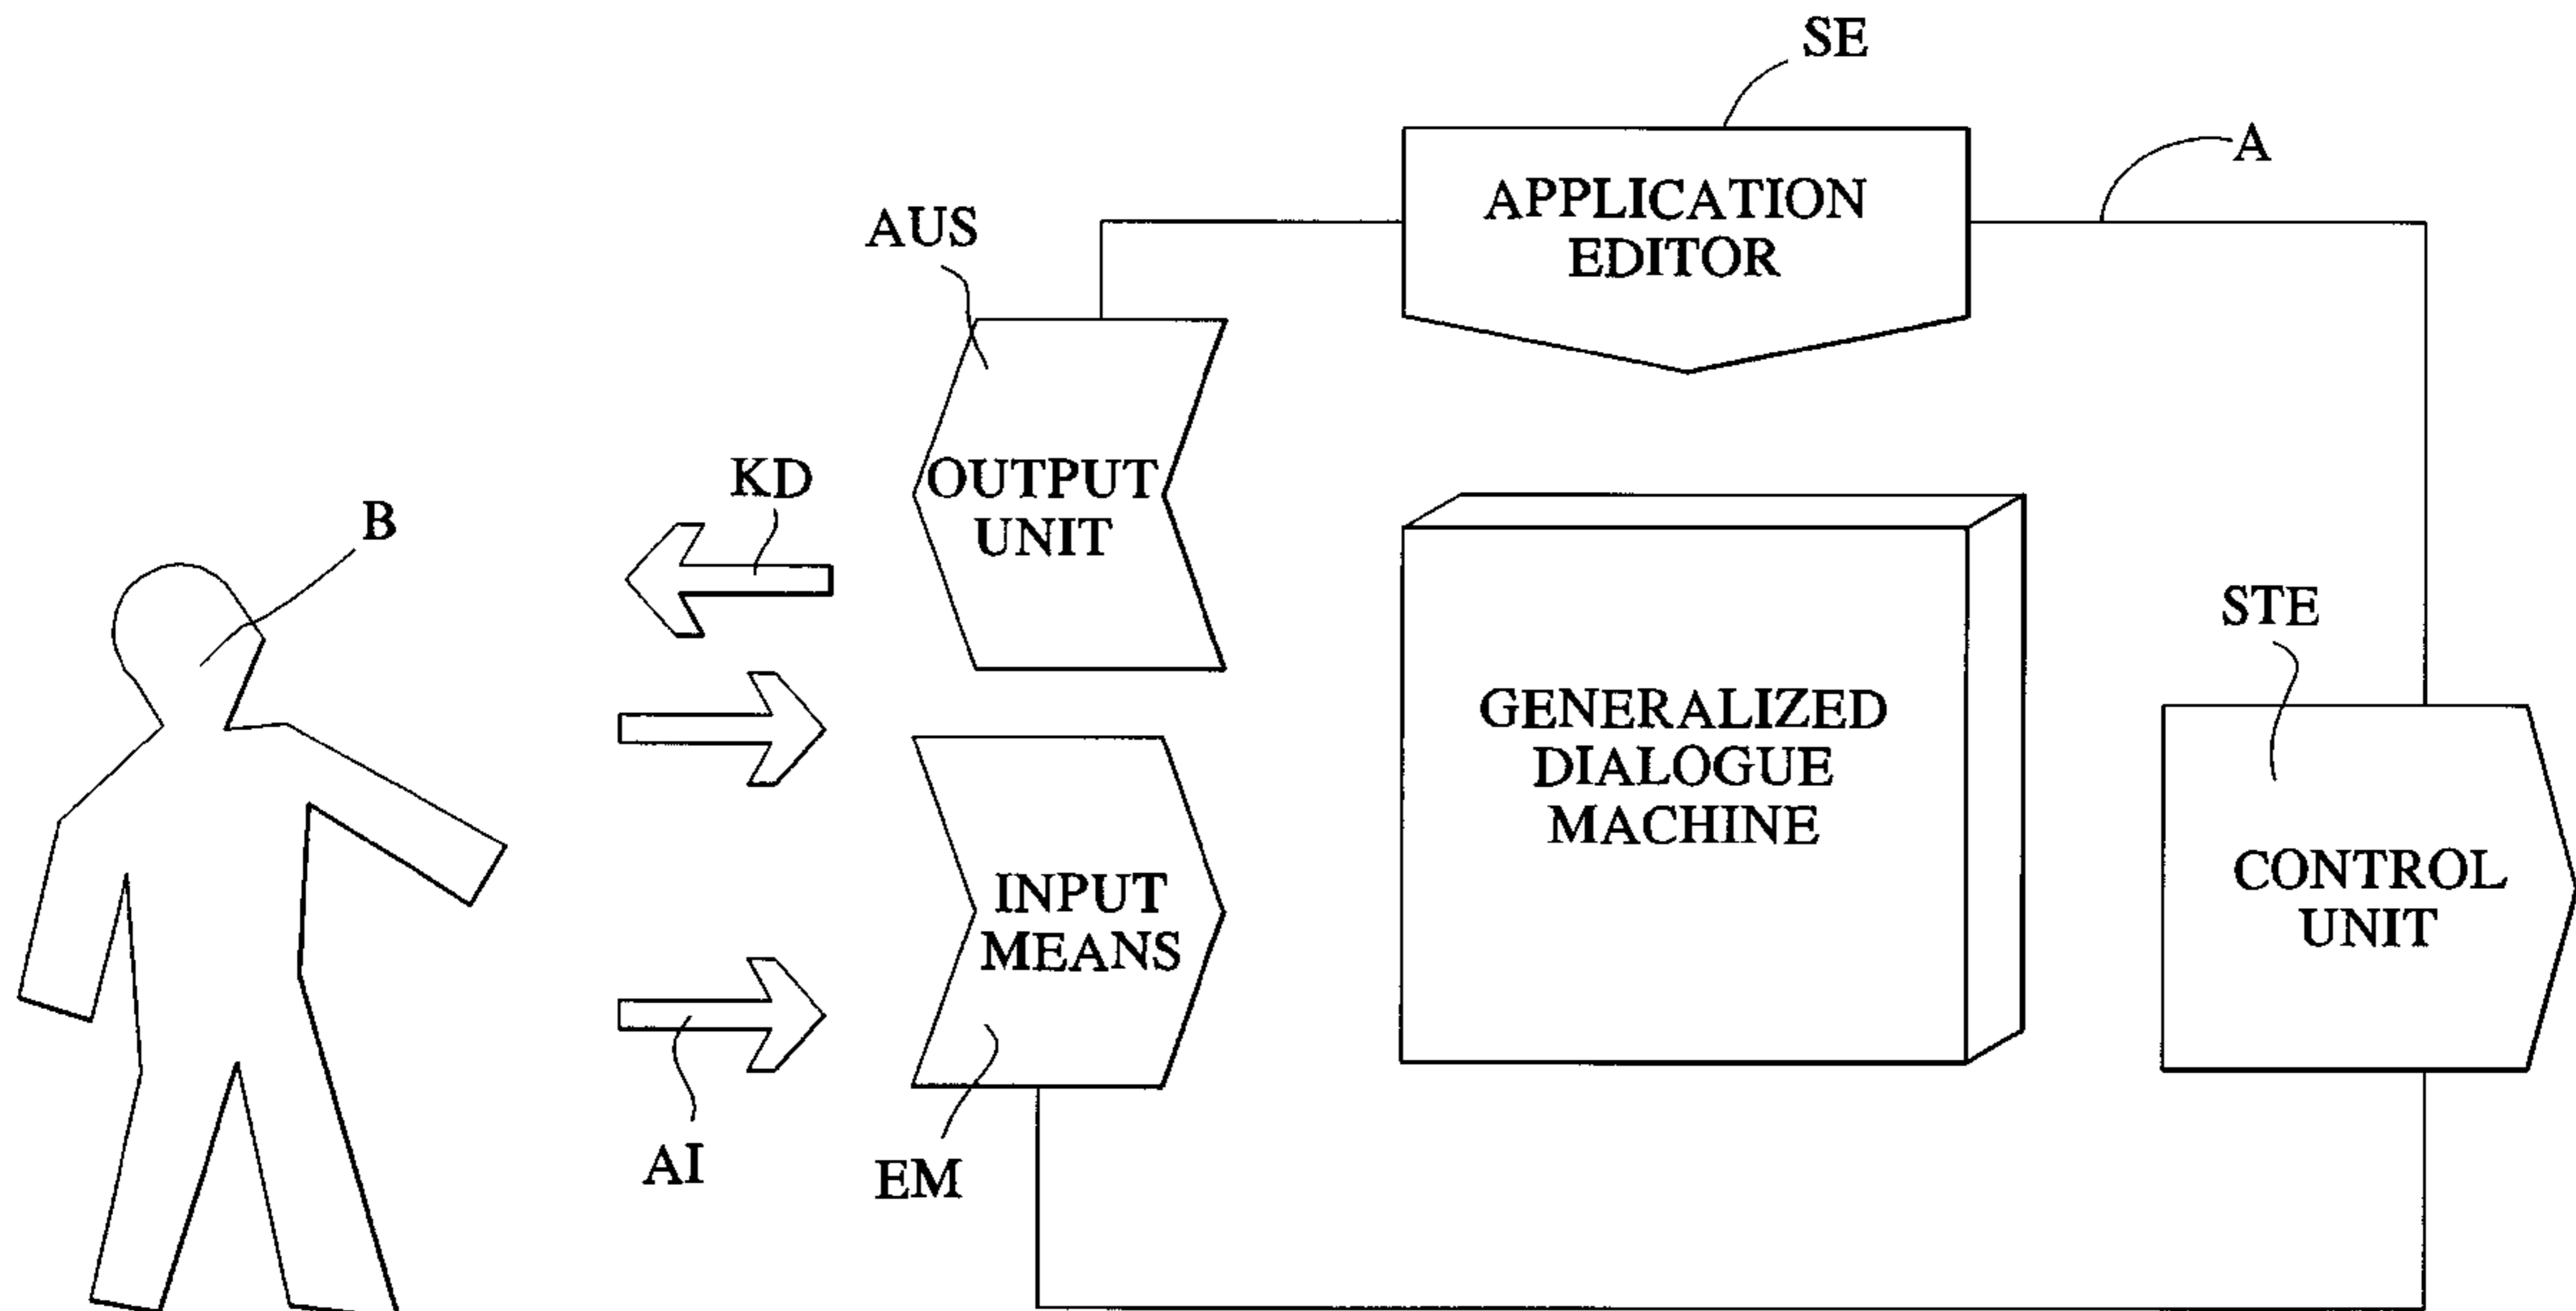 SE
A
APPLICATION
EDITOR
AUS
KD
OUTPUT
UNIT
B
STE
GENERALIZED
DIALOGUE
MACHINE
CONTROL
UNIT
INPUT
MEANS
AI
EM